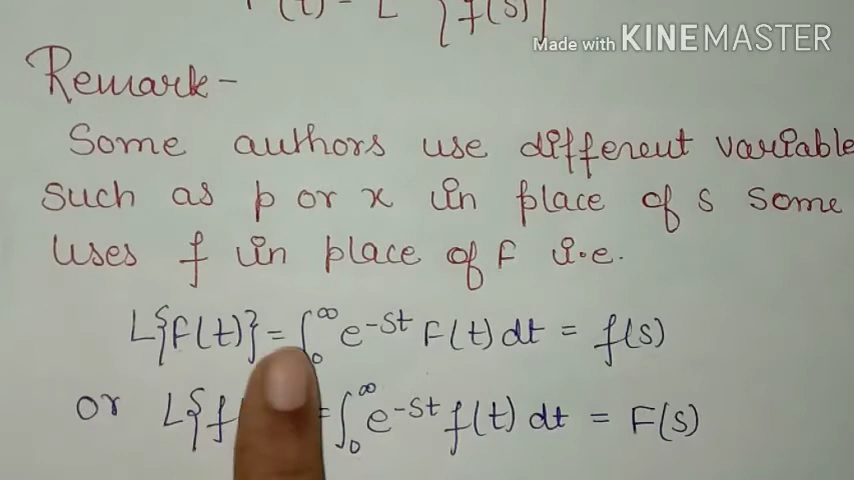 F(t) = L {f(s)}
Made with KINEMASTER
Remark-
Some authors use different variable
such as p or x in place of s some
uses f in place of F i.e.
L{F(t)} = ∫₀^∞ e^-st F(t) dt = f(s)
or L{f = ∫₀^∞ e^-st f(t) dt = F(s)